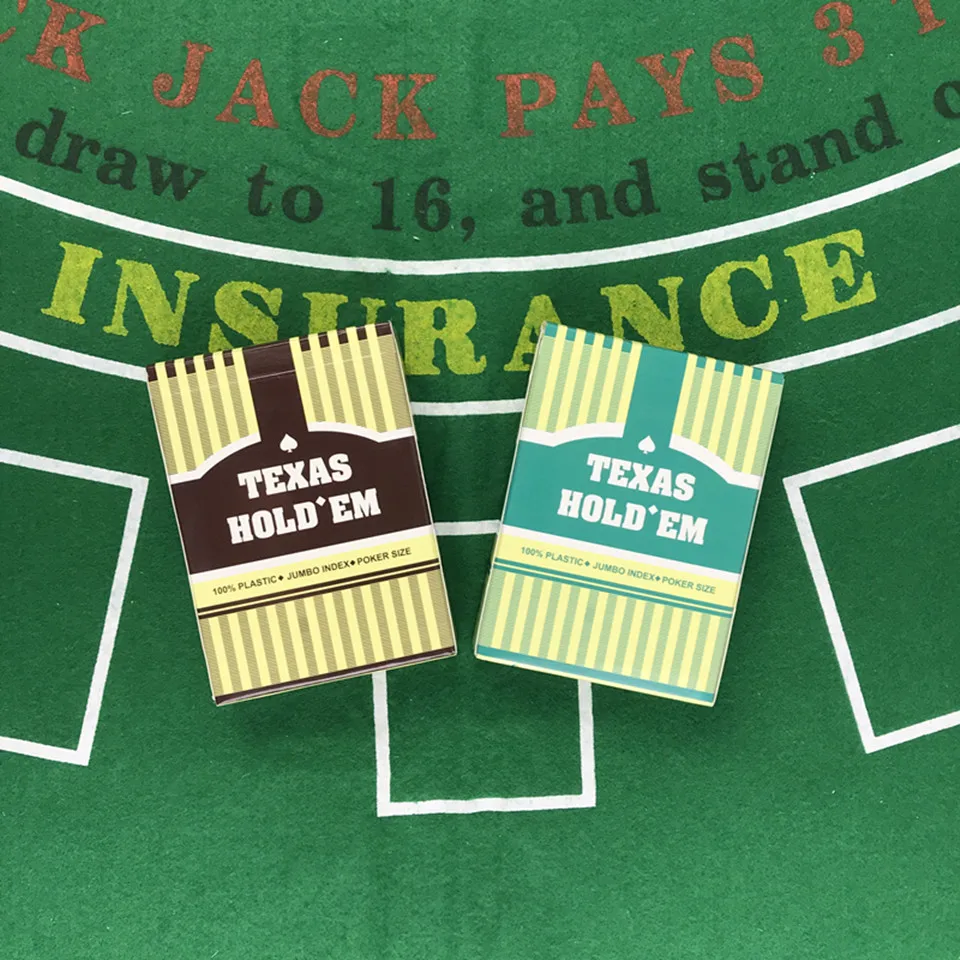 CK JACK PAYS 3 T
draw to 16, and stand o
INSURANCE
TEXAS
HOLD'EM
100% PLASTIC◆ JUMBO INDEX◆POKER SIZE
TEXAS
HOLD'EM
100% PLASTIC◆ JUMBO INDEX◆POKER SIZE